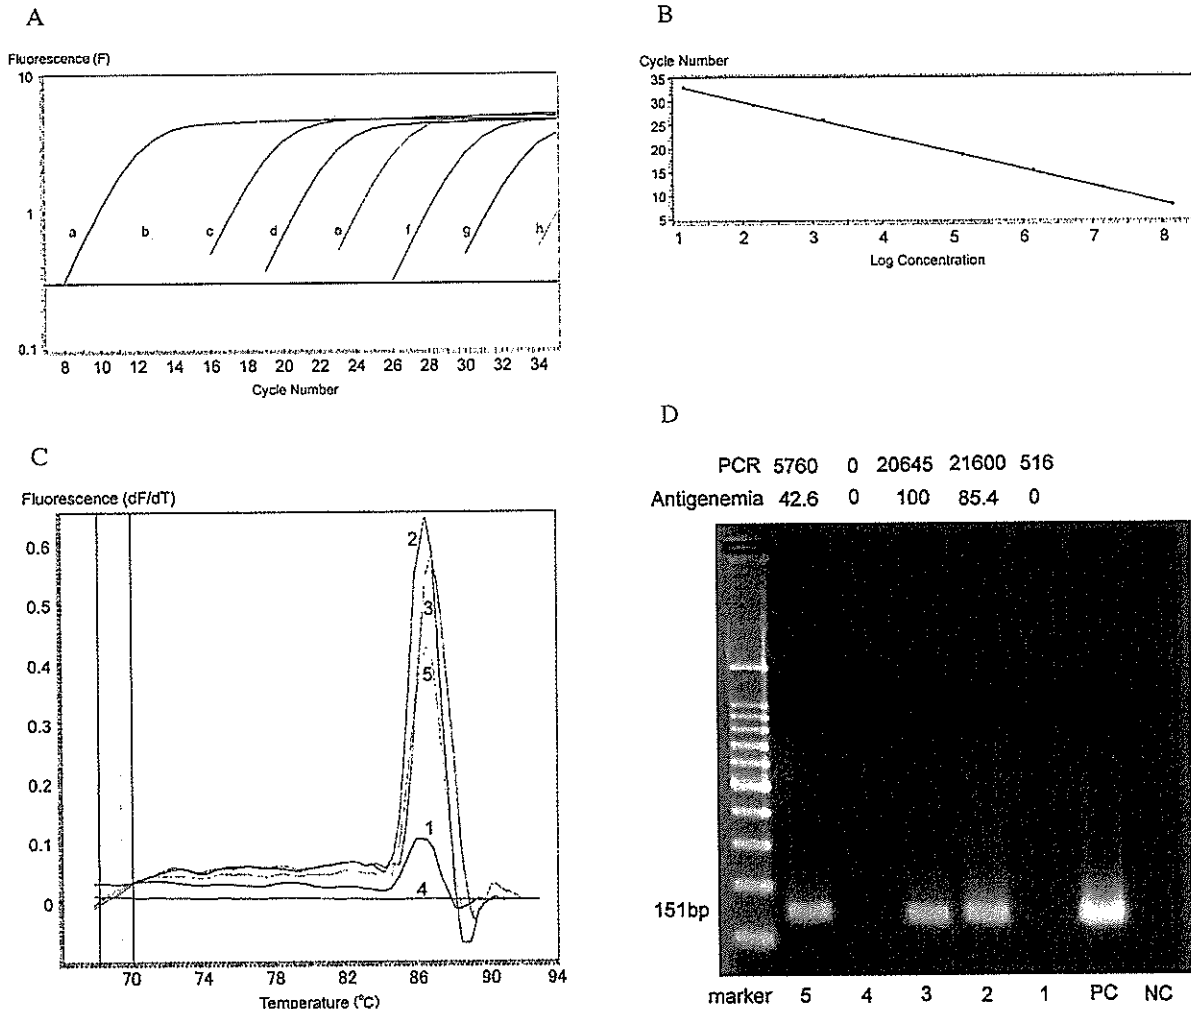 A
Fluorescence (F)
10
1
0.1
a b c d e f g h
8 10 12 14 16 18 20 22 24 26 28 30 32 34
Cycle Number
B
Cycle Number
35
30
25
20
15
10
5
1 2 3 4 5 6 7 8
Log Concentration
C
Fluorescence (dF/dT)
0.6
0.5
0.4
0.3
0.2
0.1
0
2
3
5
1
4
70 74 78 82 86 90 94
Temperature (°C)
D
PCR 5760 0 20645 21600 516
Antigenemia 42.6 0 100 85.4 0
151bp
marker 5 4 3 2 1 PC NC